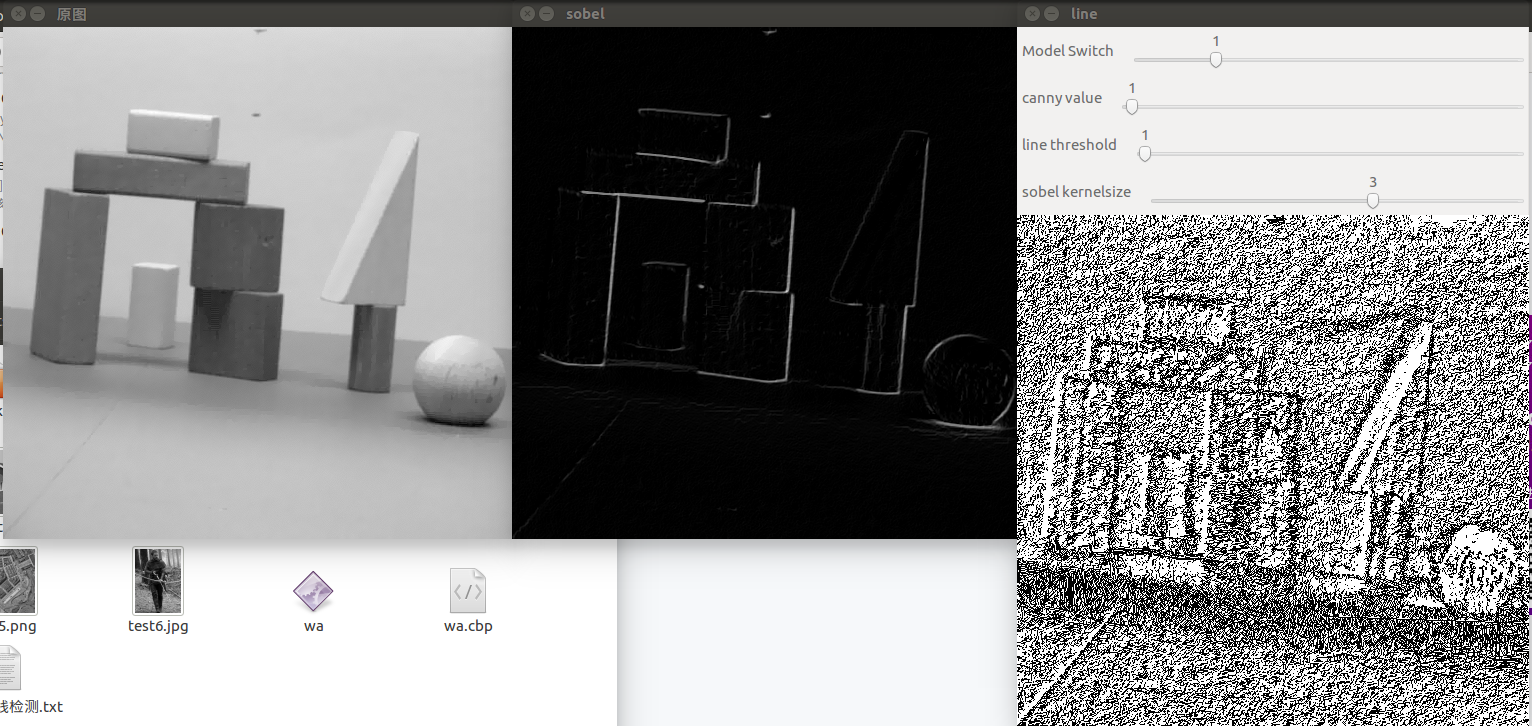 原图
sobel
line
Model Switch
1
canny value
1
line threshold
1
sobel kernelsize
3
5.png
test6.jpg
wa
wa.cbp
检测.txt